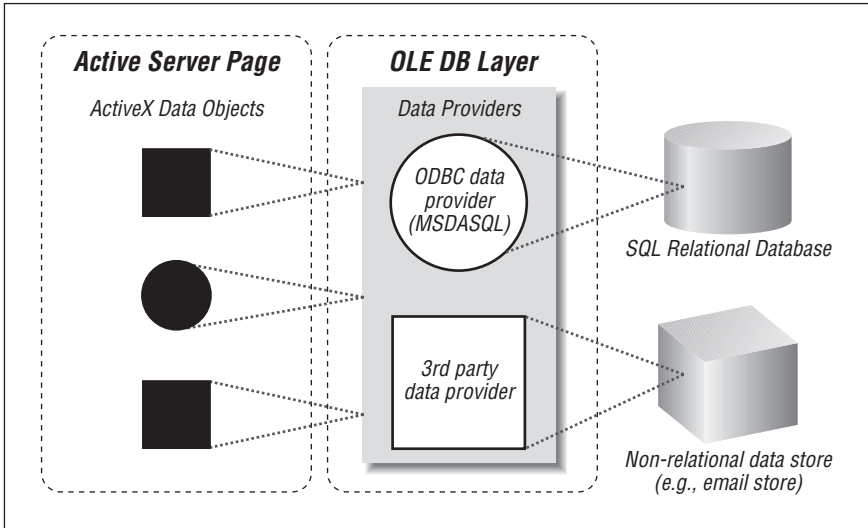 Active Server Page
ActiveX Data Objects
OLE DB Layer
Data Providers
ODBC data
provider
(MSDASQL)
3rd party
data provider
SQL Relational Database
Non-relational data store
(e.g., email store)